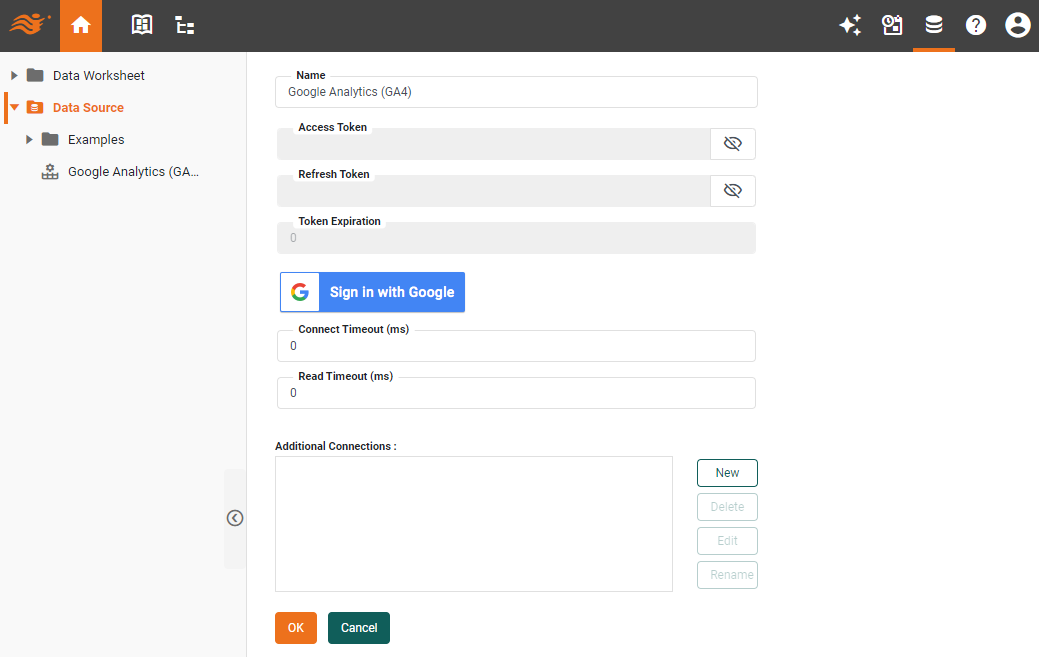 Data Worksheet
Data Source
Examples
Google Analytics (GA...
Name
Google Analytics (GA4)
Access Token
Refresh Token
Token Expiration
0
Sign in with Google
Connect Timeout (ms)
0
Read Timeout (ms)
0
Additional Connections :
New
Delete
Edit
Rename
OK
Cancel